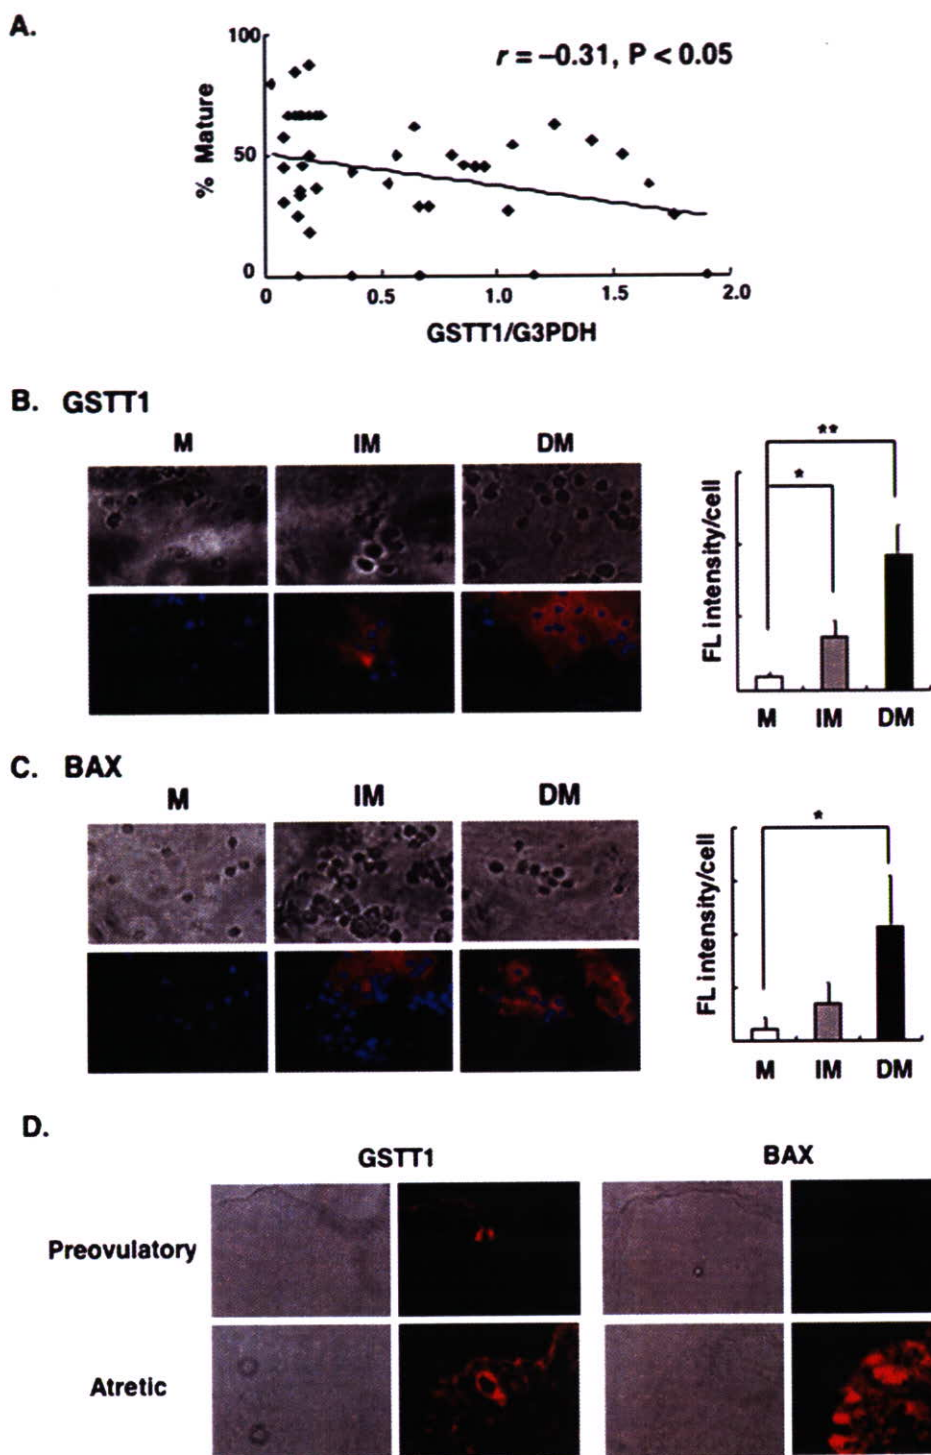 A.
100
r = –0.31, P < 0.05
% Mature
50
0
0 0.5 1.0 1.5 2.0
GSTT1/G3PDH
B. GSTT1
M IM DM
**
*
FL intensity/cell
M IM DM
C. BAX
M IM DM
*
FL intensity/cell
M IM DM
D.
GSTT1 BAX
Preovulatory
Atretic